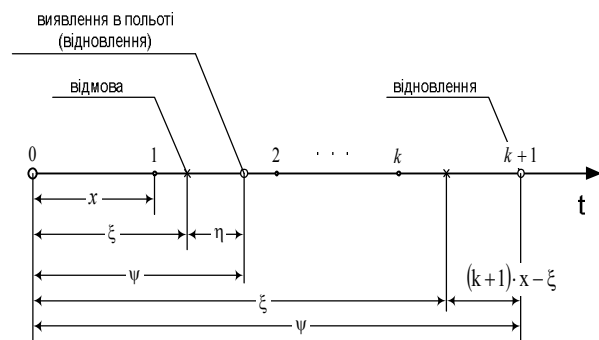 виявлення в польоті
(відновлення)
відмова
відновлення
0 1 2 · · · k k + 1
t
x
ξ η
ψ (k+1)·x−ξ
ξ
ψ